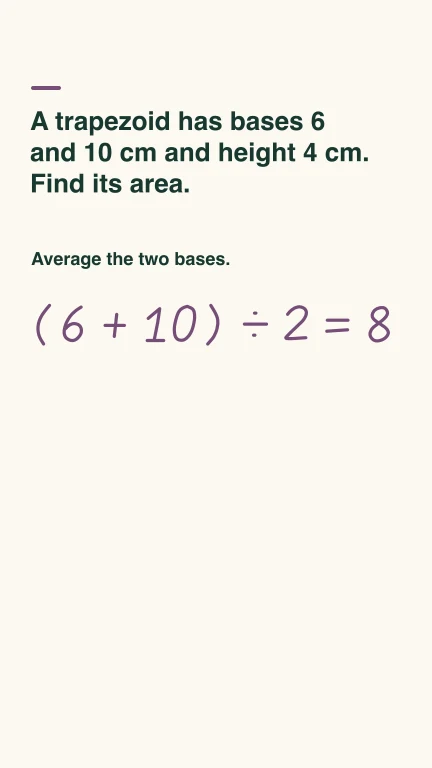 A trapezoid has bases 6
and 10 cm and height 4 cm.
Find its area.
Average the two bases.
(6 + 10) ÷ 2 = 8